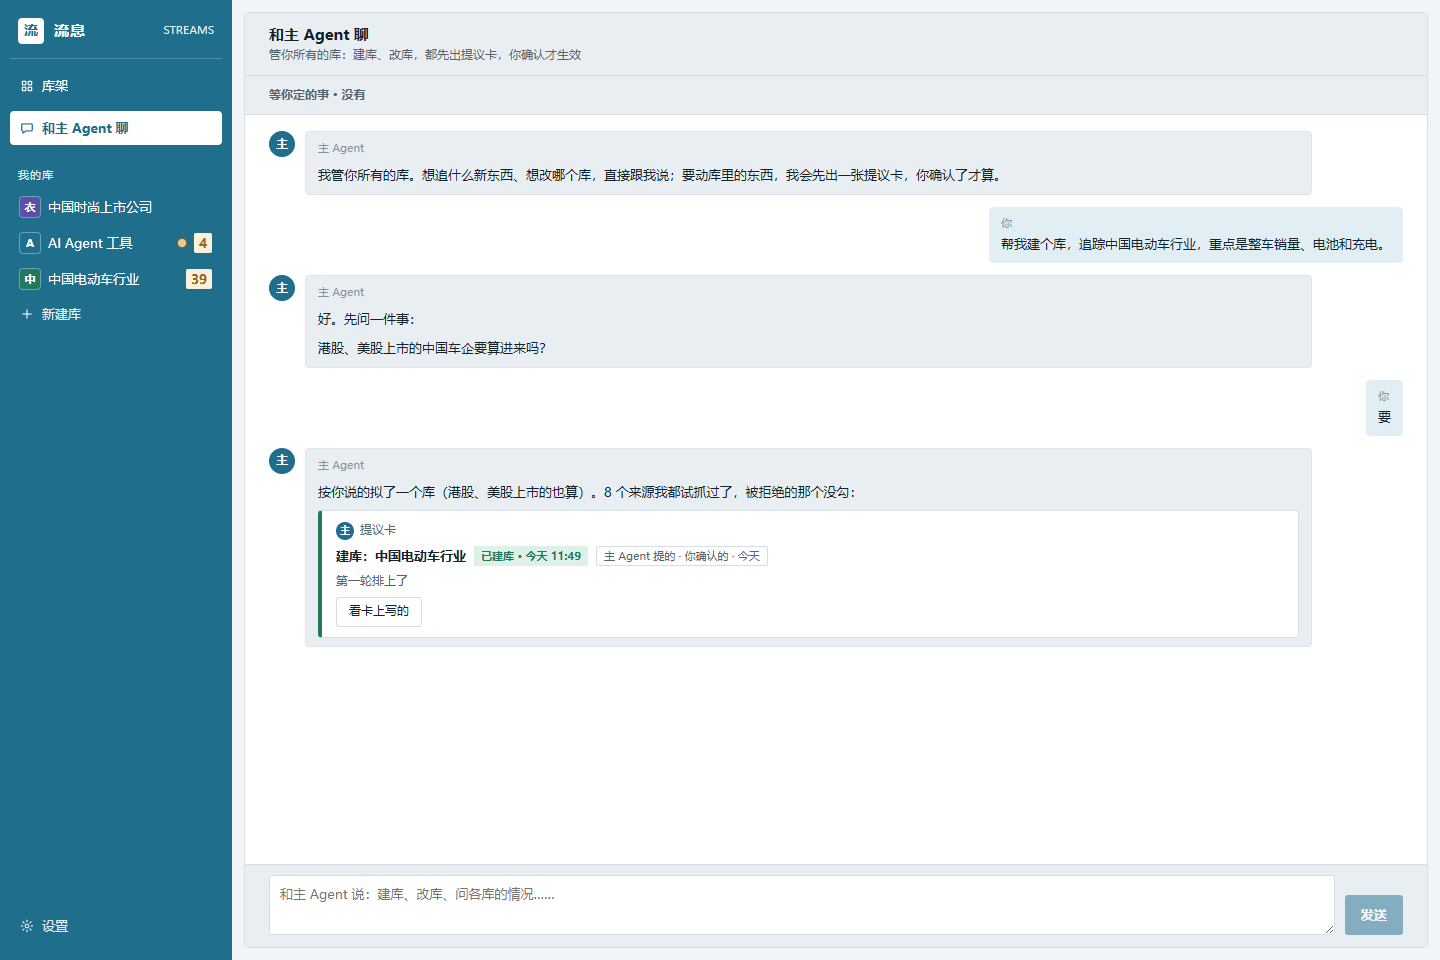 流 流息 STREAMS
库架
和主 Agent 聊
我的库
衣 中国时尚上市公司
A AI Agent 工具 4
中 中国电动车行业 39
+ 新建库
设置
和主 Agent 聊
管你所有的库：建库、改库，都先出提议卡，你确认才生效
等你定的事 • 没有
主 主 Agent
我管你所有的库。想追什么新东西、想改哪个库，直接跟我说；要动库里的东西，我会先出一张提议卡，你确认了才算。
你
帮我建个库，追踪中国电动车行业，重点是整车销量、电池和充电。
主 主 Agent
好。先问一件事：
港股、美股上市的中国车企要算进来吗？
你
要
主 主 Agent
按你说的拟了一个库（港股、美股上市的也算）。8 个来源我都试抓过了，被拒绝的那个没勾：
主 提议卡
建库：中国电动车行业 已建库 • 今天 11:49 主 Agent 提的 · 你确认的 · 今天
第一轮排上了
看卡上写的
和主 Agent 说：建库、改库、问各库的情况……
发送